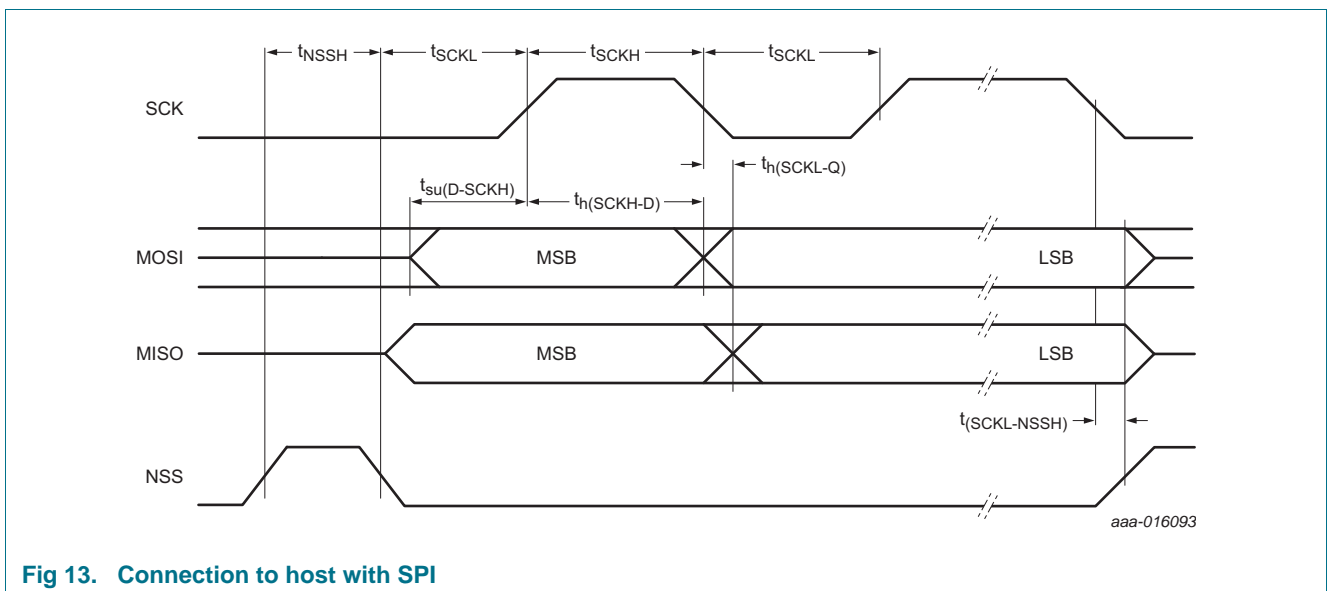 tNSSH tSCKL tSCKH tSCKL
SCK
th(SCKL-Q)
tsu(D-SCKH)
th(SCKH-D)
MOSI MSB LSB
MISO MSB LSB
t(SCKL-NSSH)
NSS
aaa-016093
Fig 13. Connection to host with SPI